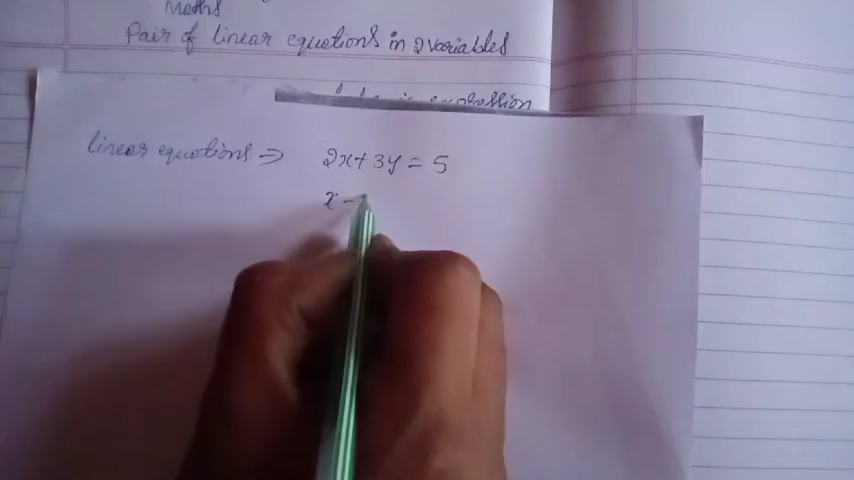 Maths
Pair of linear equations in 2 variables
linear equations ⇒ 2x + 3y = 5
x -